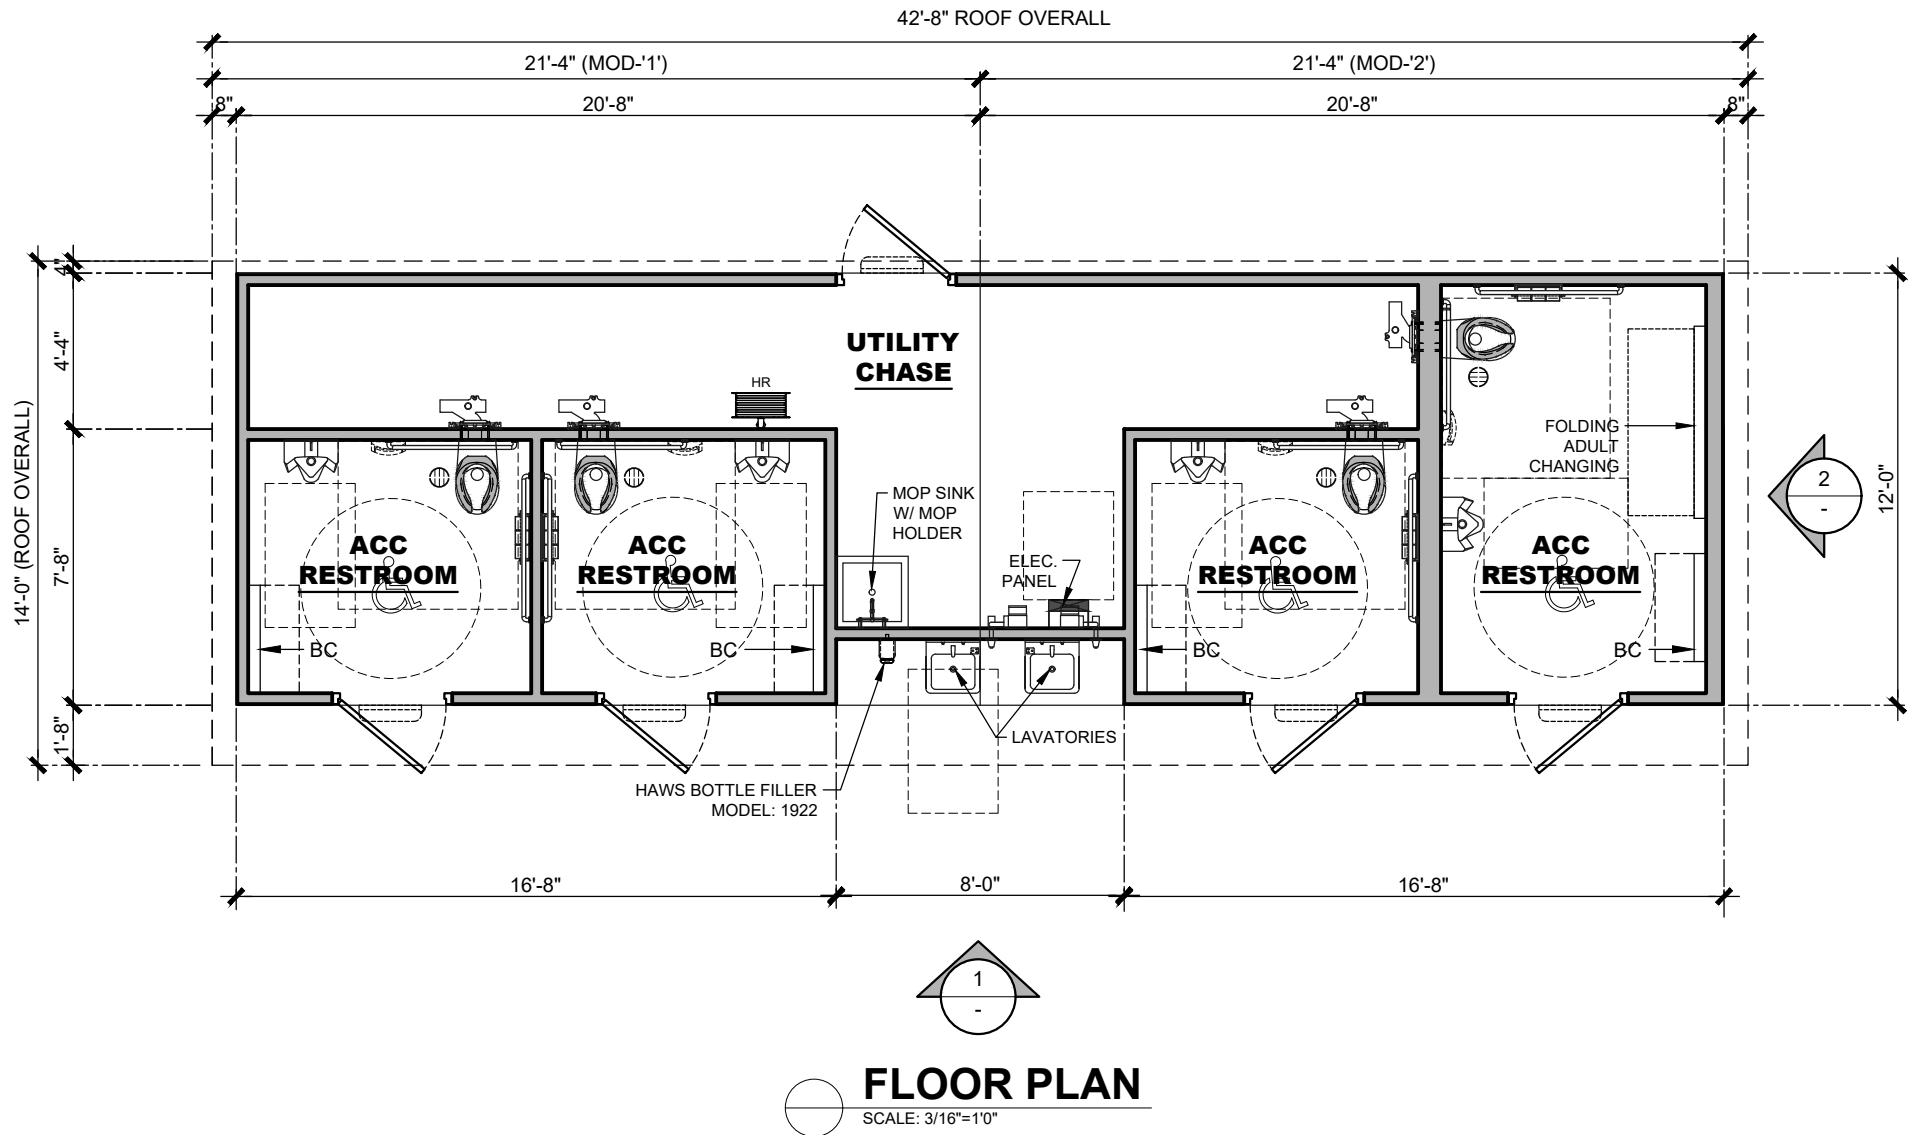 42'-8" ROOF OVERALL
21'-4" (MOD-'1')
21'-4" (MOD-'2')
8"
20'-8"
20'-8"
8"
4"
4'-4"
14'-0" (ROOF OVERALL)
7'-8"
1'-8"
12'-0"
UTILITY
CHASE
HR
FOLDING
ADULT
CHANGING
2
-
MOP SINK
W/ MOP
HOLDER
ELEC.
PANEL
ACC
RESTROOM
ACC
RESTROOM
ACC
RESTROOM
ACC
RESTROOM
BC
BC
BC
BC
LAVATORIES
HAWS BOTTLE FILLER
MODEL: 1922
16'-8"
8'-0"
16'-8"
1
-
FLOOR PLAN
SCALE: 3/16"=1'0"